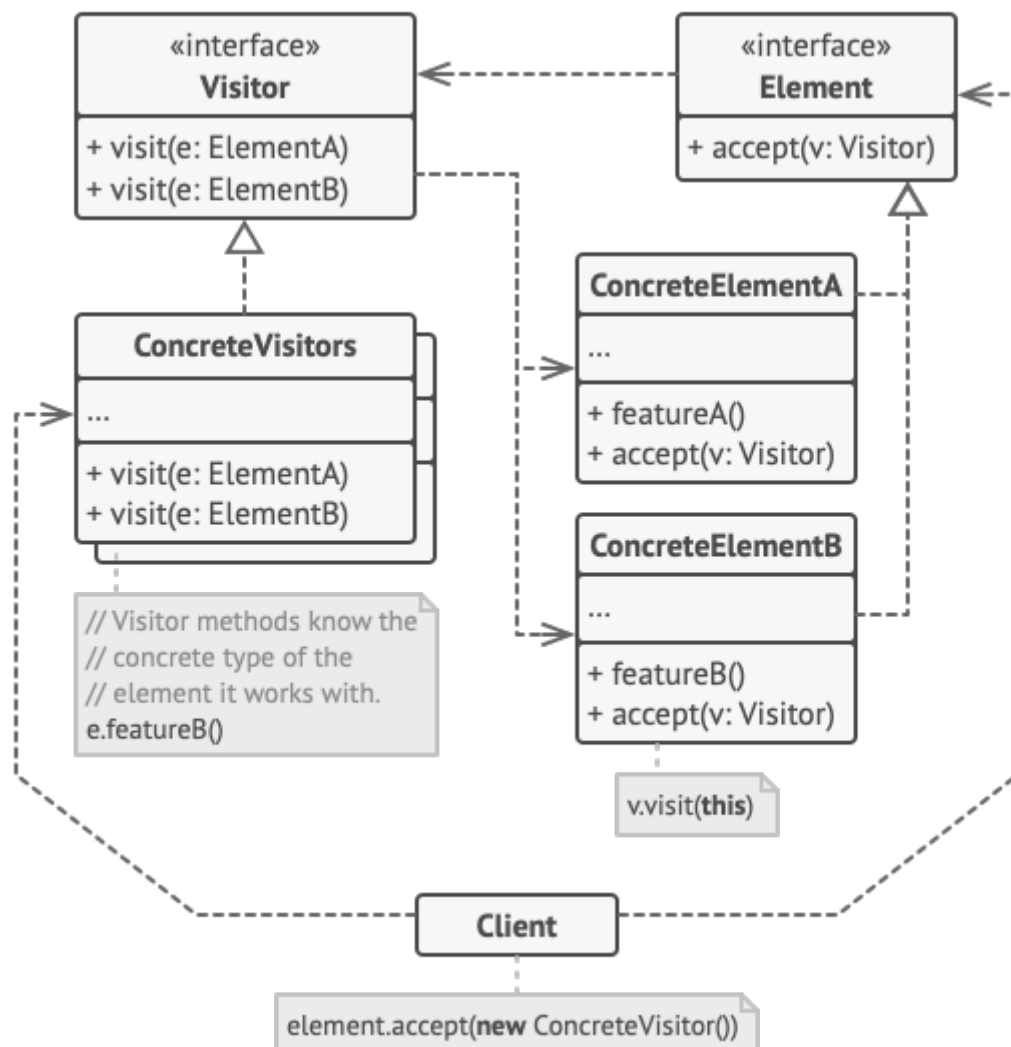 «interface»
Visitor
+ visit(e: ElementA)
+ visit(e: ElementB)
«interface»
Element
+ accept(v: Visitor)
ConcreteElementA
...
+ featureA()
+ accept(v: Visitor)
ConcreteVisitors
...
+ visit(e: ElementA)
+ visit(e: ElementB)
ConcreteElementB
...
+ featureB()
+ accept(v: Visitor)
// Visitor methods know the
// concrete type of the
// element it works with.
e.featureB()
v.visit(this)
Client
element.accept(new ConcreteVisitor())